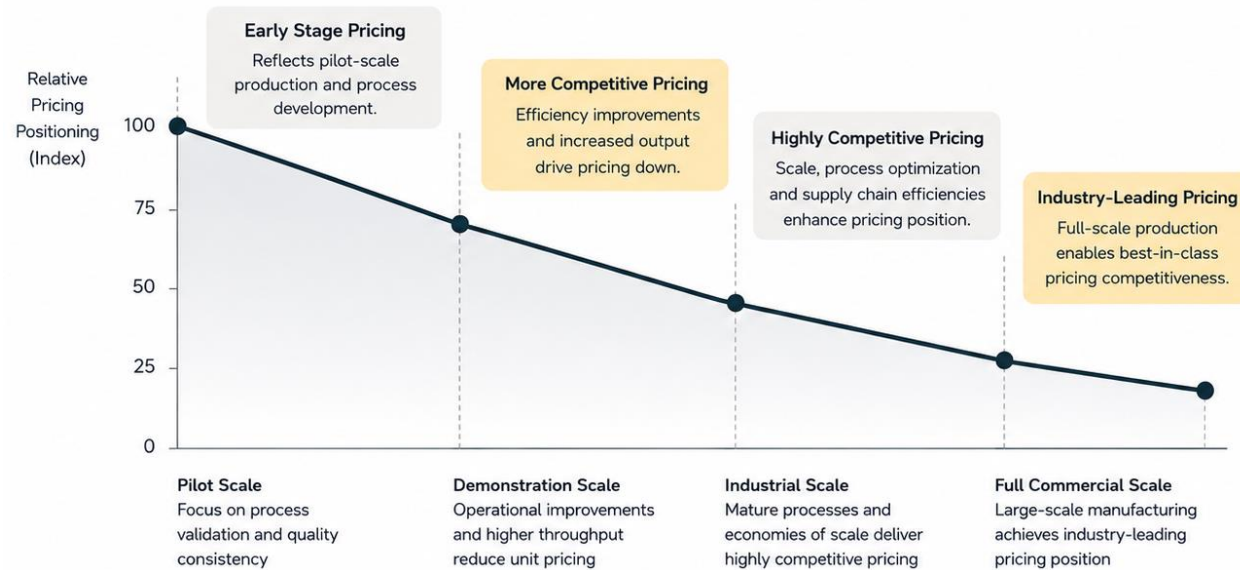 Early Stage Pricing
Reflects pilot-scale
production and process
development.
More Competitive Pricing
Efficiency improvements
and increased output
drive pricing down.
Highly Competitive Pricing
Scale, process optimization
and supply chain efficiencies
enhance pricing position.
Industry-Leading Pricing
Full-scale production
enables best-in-class
pricing competitiveness.
Relative
Pricing
Positioning
(Index)
100
75
50
25
0
Pilot Scale
Focus on process
validation and quality
consistency
Demonstration Scale
Operational improvements
and higher throughput
reduce unit pricing
Industrial Scale
Mature processes and
economies of scale deliver
highly competitive pricing
Full Commercial Scale
Large-scale manufacturing
achieves industry-leading
pricing position